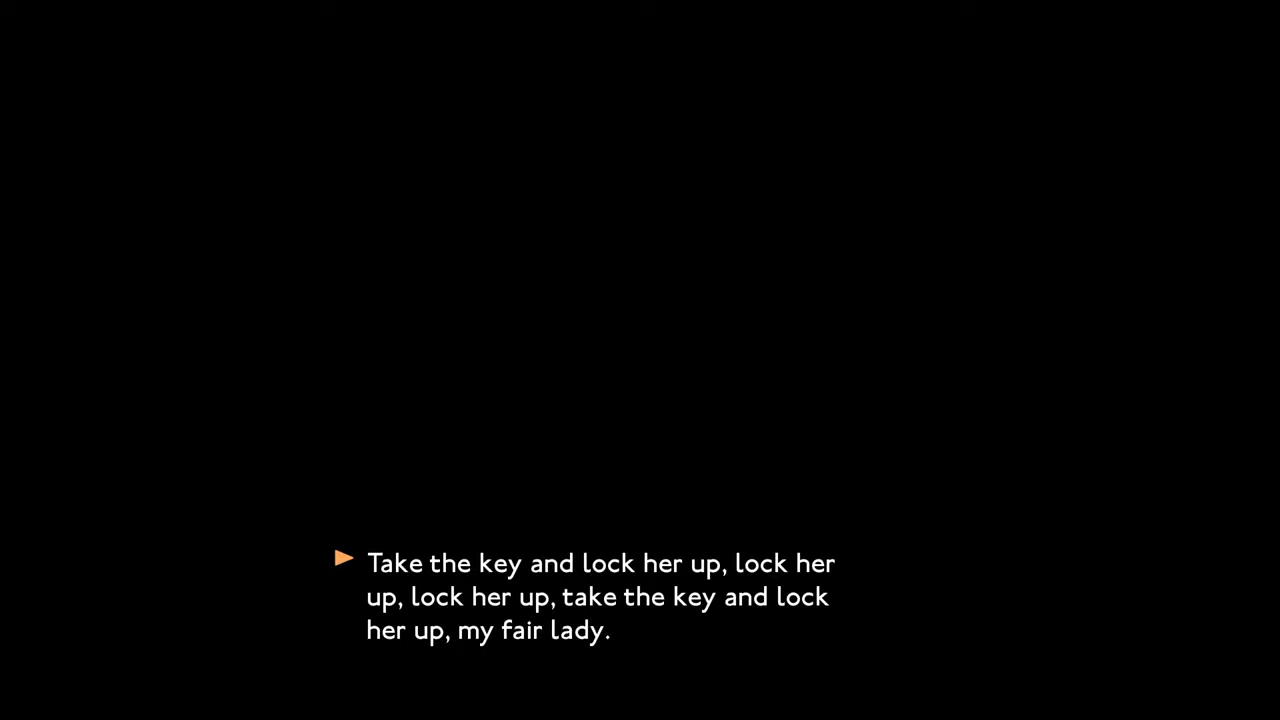 Take the key and lock her up, lock her
up, lock her up, take the key and lock
her up, my fair lady.